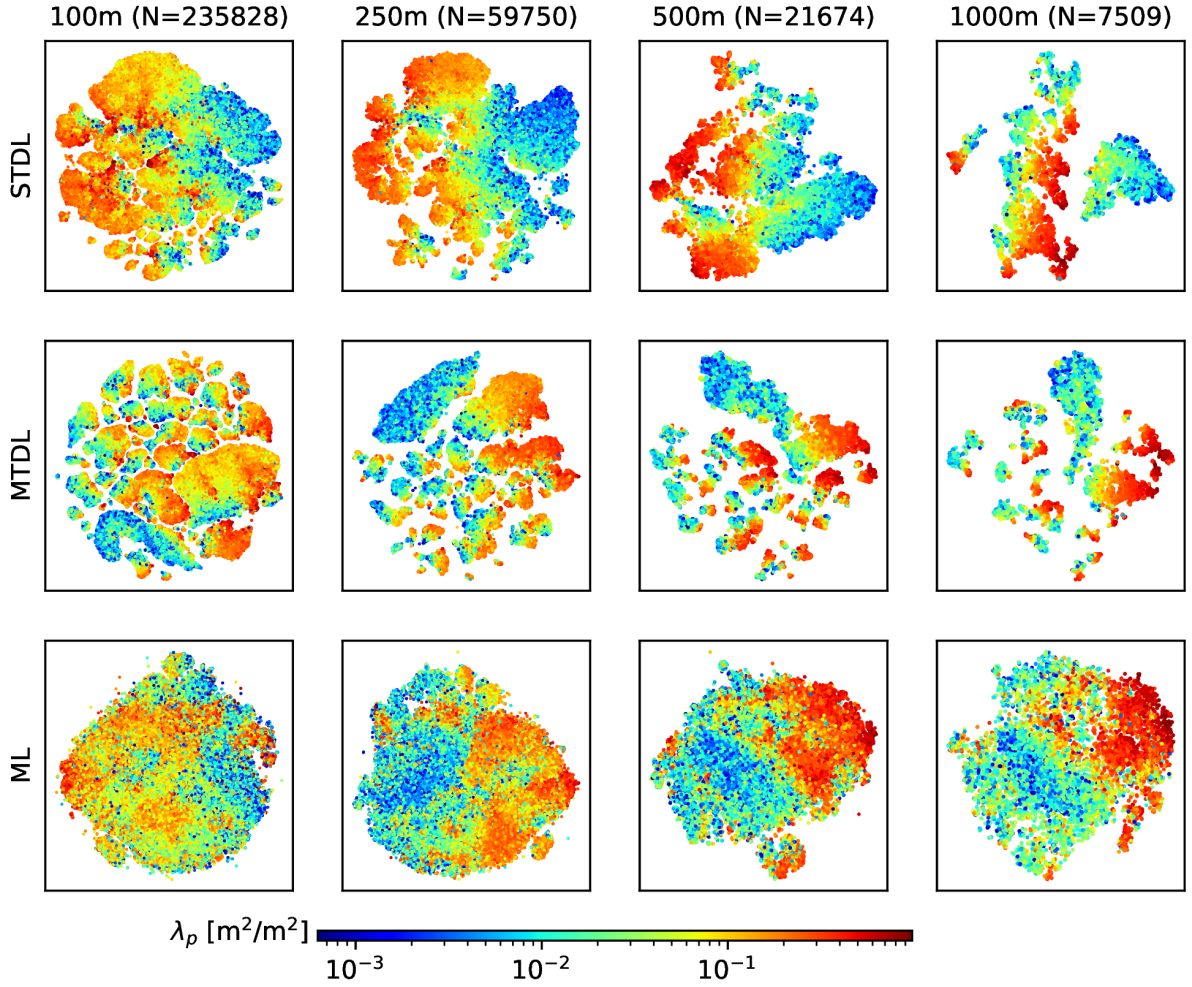 100m (N=235828) 250m (N=59750) 500m (N=21674) 1000m (N=7509)
STDL
MTDL
ML
λₚ [m²/m²]
10⁻³ 10⁻² 10⁻¹